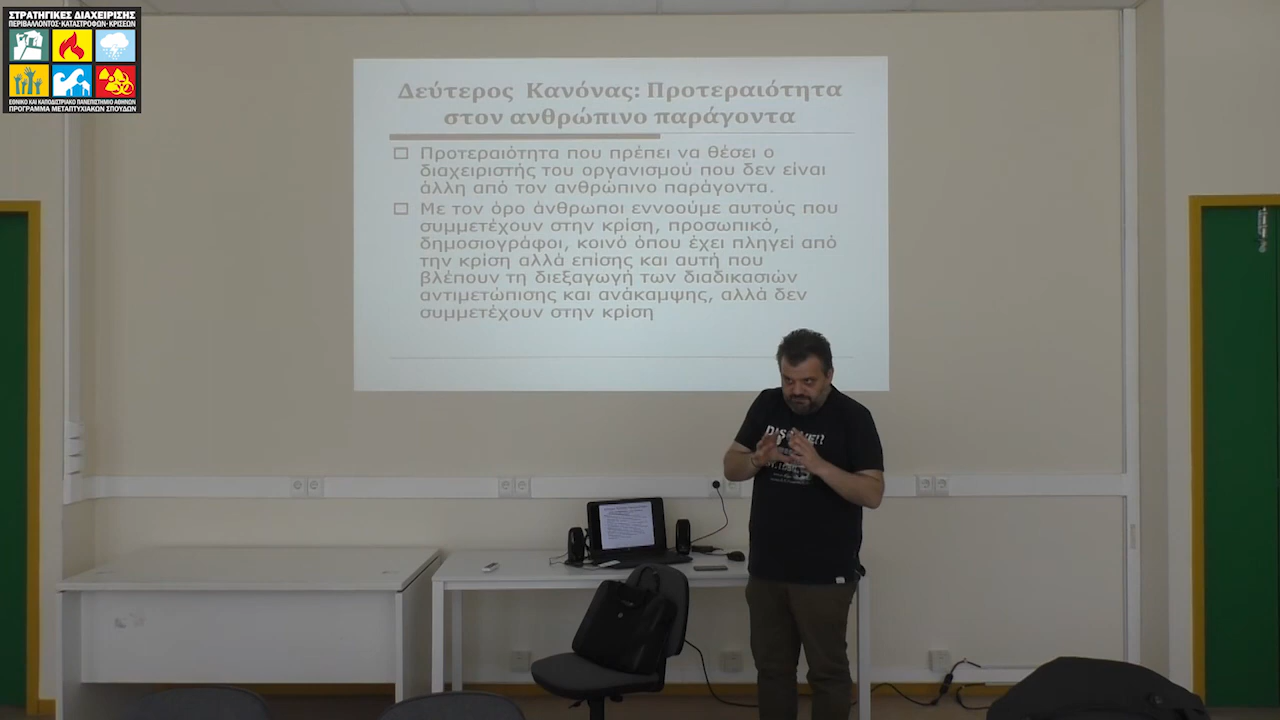 ΣΤΡΑΤΗΓΙΚΕΣ ΔΙΑΧΕΙΡΙΣΗΣ
ΠΕΡΙΒΑΛΛΟΝΤΟΣ·ΚΑΤΑΣΤΡΟΦΩΝ·ΚΡΙΣΕΩΝ
ΕΘΝΙΚΟ ΚΑΙ ΚΑΠΟΔΙΣΤΡΙΑΚΟ ΠΑΝΕΠΙΣΤΗΜΙΟ ΑΘΗΝΩΝ
ΠΡΟΓΡΑΜΜΑ ΜΕΤΑΠΤΥΧΙΑΚΩΝ ΣΠΟΥΔΩΝ
Δεύτερος Κανόνας: Προτεραιότητα
στον ανθρώπινο παράγοντα
Προτεραιότητα που πρέπει να θέσει ο
διαχειριστής του οργανισμού που δεν είναι
άλλη από τον ανθρώπινο παράγοντα.
Με τον όρο άνθρωποι εννοούμε αυτούς που
συμμετέχουν στην κρίση, προσωπικό,
δημοσιογράφοι, κοινό όπου έχει πληγεί από
την κρίση αλλά επίσης και αυτή που
βλέπουν τη διεξαγωγή των διαδικασιών
αντιμετώπισης και ανάκαμψης, αλλά δεν
συμμετέχουν στην κρίση